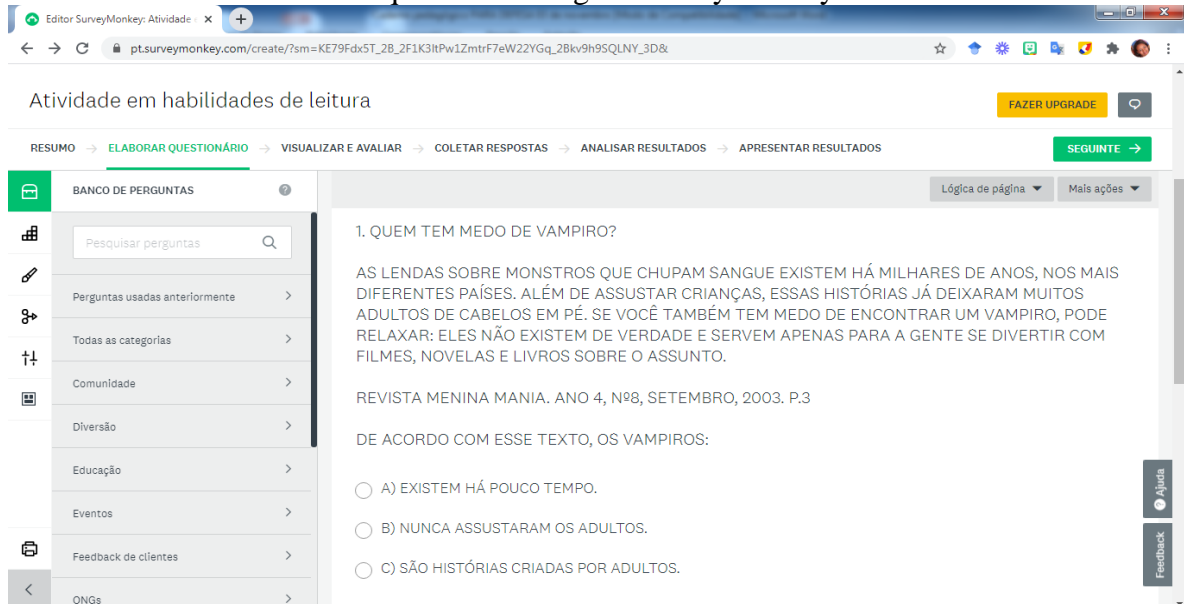 Editor SurveyMonkey: Atividade
pt.surveymonkey.com/create/?sm=KE79Fdx5T_2B_2F1K3ItPw1ZmtrF7eW22YGq_2Bkv9h9SQLNY_3D&
Atividade em habilidades de leitura
FAZER UPGRADE
RESUMO → ELABORAR QUESTIONÁRIO → VISUALIZAR E AVALIAR → COLETAR RESPOSTAS → ANALISAR RESULTADOS → APRESENTAR RESULTADOS
SEGUINTE →
BANCO DE PERGUNTAS
Pesquisar perguntas
Perguntas usadas anteriormente
Todas as categorias
Comunidade
Diversão
Educação
Eventos
Feedback de clientes
ONGs
Lógica de página
Mais ações
1. QUEM TEM MEDO DE VAMPIRO?
AS LENDAS SOBRE MONSTROS QUE CHUPAM SANGUE EXISTEM HÁ MILHARES DE ANOS, NOS MAIS
DIFERENTES PAÍSES. ALÉM DE ASSUSTAR CRIANÇAS, ESSAS HISTÓRIAS JÁ DEIXARAM MUITOS
ADULTOS DE CABELOS EM PÉ. SE VOCÊ TAMBÉM TEM MEDO DE ENCONTRAR UM VAMPIRO, PODE
RELAXAR: ELES NÃO EXISTEM DE VERDADE E SERVEM APENAS PARA A GENTE SE DIVERTIR COM
FILMES, NOVELAS E LIVROS SOBRE O ASSUNTO.
REVISTA MENINA MANIA. ANO 4, Nº8, SETEMBRO, 2003. P.3
DE ACORDO COM ESSE TEXTO, OS VAMPIROS:
A) EXISTEM HÁ POUCO TEMPO.
B) NUNCA ASSUSTARAM OS ADULTOS.
C) SÃO HISTÓRIAS CRIADAS POR ADULTOS.
Ajuda
Feedback